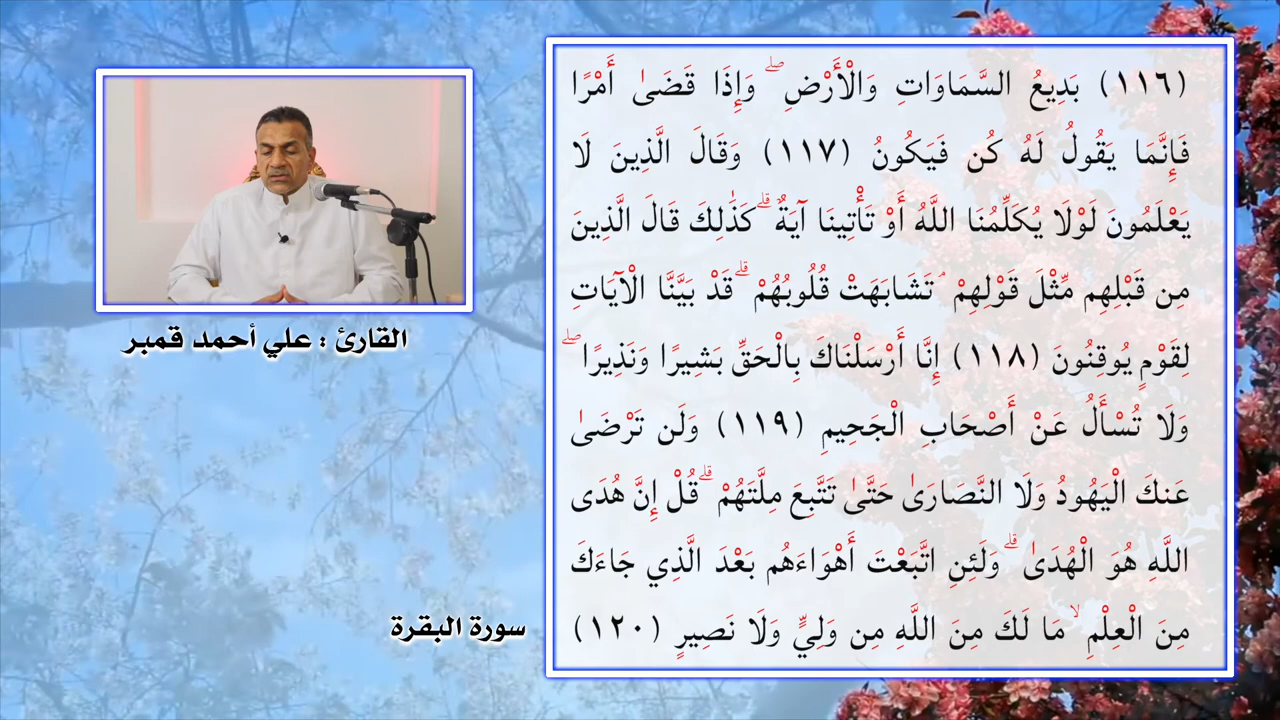 (١١٦) بَدِيعُ السَّمَاوَاتِ وَالْأَرْضِ ۖ وَإِذَا قَضَىٰ أَمْرًا
فَإِنَّمَا يَقُولُ لَهُ كُن فَيَكُونُ (١١٧) وَقَالَ الَّذِينَ لَا
يَعْلَمُونَ لَوْلَا يُكَلِّمُنَا اللَّهُ أَوْ تَأْتِينَا آيَةٌ ۗ كَذَٰلِكَ قَالَ الَّذِينَ
مِن قَبْلِهِم مِّثْلَ قَوْلِهِمْ ۘ تَشَابَهَتْ قُلُوبُهُمْ ۗ قَدْ بَيَّنَّا الْآيَاتِ
لِقَوْمٍ يُوقِنُونَ (١١٨) إِنَّا أَرْسَلْنَاكَ بِالْحَقِّ بَشِيرًا وَنَذِيرًا ۖ
وَلَا تُسْأَلُ عَنْ أَصْحَابِ الْجَحِيمِ (١١٩) وَلَن تَرْضَىٰ
عَنكَ الْيَهُودُ وَلَا النَّصَارَىٰ حَتَّىٰ تَتَّبِعَ مِلَّتَهُمْ ۗ قُلْ إِنَّ هُدَى
اللَّهِ هُوَ الْهُدَىٰ ۗ وَلَئِنِ اتَّبَعْتَ أَهْوَاءَهُم بَعْدَ الَّذِي جَاءَكَ
مِنَ الْعِلْمِ ۙ مَا لَكَ مِنَ اللَّهِ مِن وَلِيٍّ وَلَا نَصِيرٍ (١٢٠)
القارئ : علي أحمد قمبر
سورة البقرة